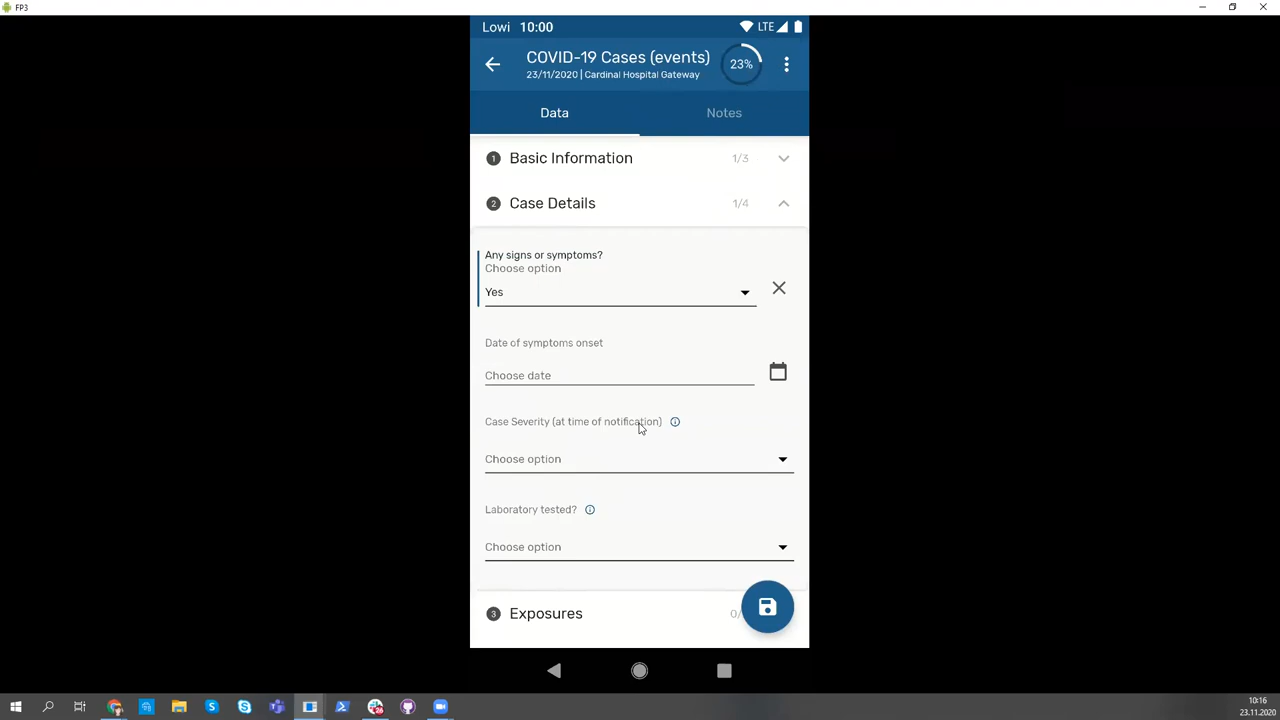 FP3
Lowi 10:00 LTE
COVID-19 Cases (events)
23/11/2020 | Cardinal Hospital Gateway
23%
Data Notes
1 Basic Information 1/3
2 Case Details 1/4
Any signs or symptoms?
Choose option
Yes
Date of symptoms onset
Choose date
Case Severity (at time of notification)
Choose option
Laboratory tested?
Choose option
3 Exposures 0/
10:16
23.11.2020